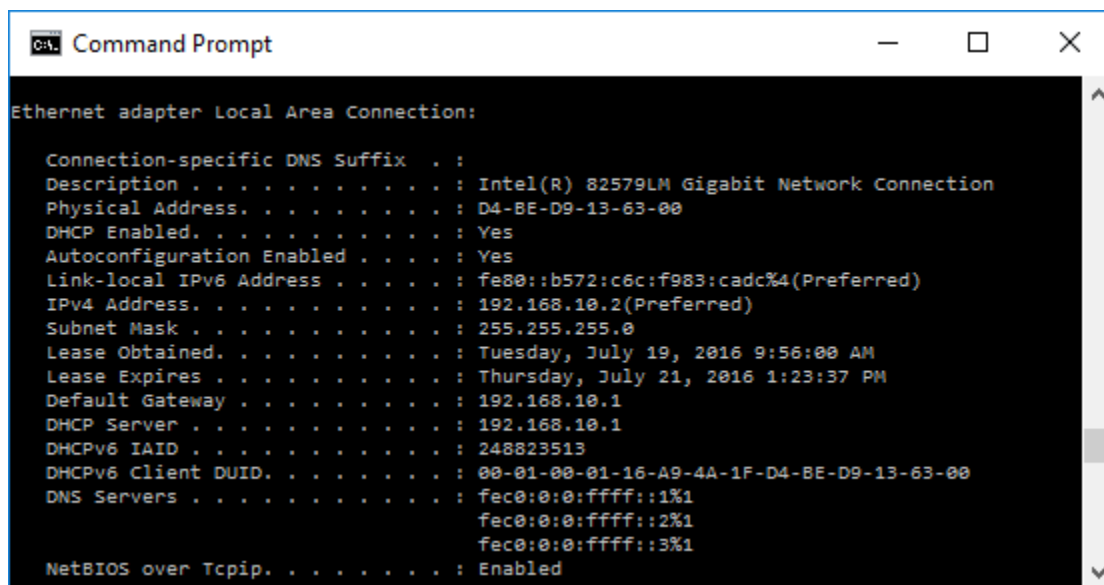 Command Prompt
Ethernet adapter Local Area Connection:
Connection-specific DNS Suffix . :
Description . . . . . . . . . . . : Intel(R) 82579LM Gigabit Network Connection
Physical Address. . . . . . . . . : D4-BE-D9-13-63-00
DHCP Enabled. . . . . . . . . . . : Yes
Autoconfiguration Enabled . . . . : Yes
Link-local IPv6 Address . . . . . : fe80::b572:c6c:f983:cadc%4(Preferred)
IPv4 Address. . . . . . . . . . . : 192.168.10.2(Preferred)
Subnet Mask . . . . . . . . . . . : 255.255.255.0
Lease Obtained. . . . . . . . . . : Tuesday, July 19, 2016 9:56:00 AM
Lease Expires . . . . . . . . . . : Thursday, July 21, 2016 1:23:37 PM
Default Gateway . . . . . . . . . : 192.168.10.1
DHCP Server . . . . . . . . . . . : 192.168.10.1
DHCPv6 IAID . . . . . . . . . . . : 248823513
DHCPv6 Client DUID. . . . . . . . : 00-01-00-01-16-A9-4A-1F-D4-BE-D9-13-63-00
DNS Servers . . . . . . . . . . . : fec0:0:0:ffff::1%1
fec0:0:0:ffff::2%1
fec0:0:0:ffff::3%1
NetBIOS over Tcpip. . . . . . . . : Enabled